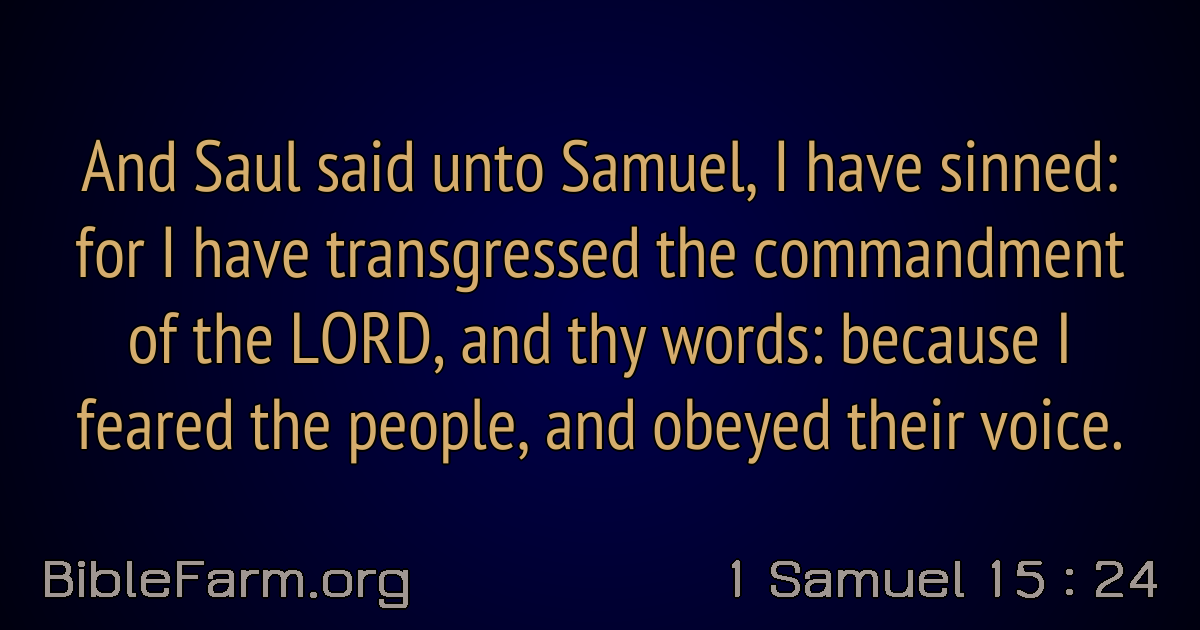 And Saul said unto Samuel, I have sinned:
for I have transgressed the commandment
of the LORD, and thy words: because I
feared the people, and obeyed their voice.
BibleFarm.org
1 Samuel 15 : 24